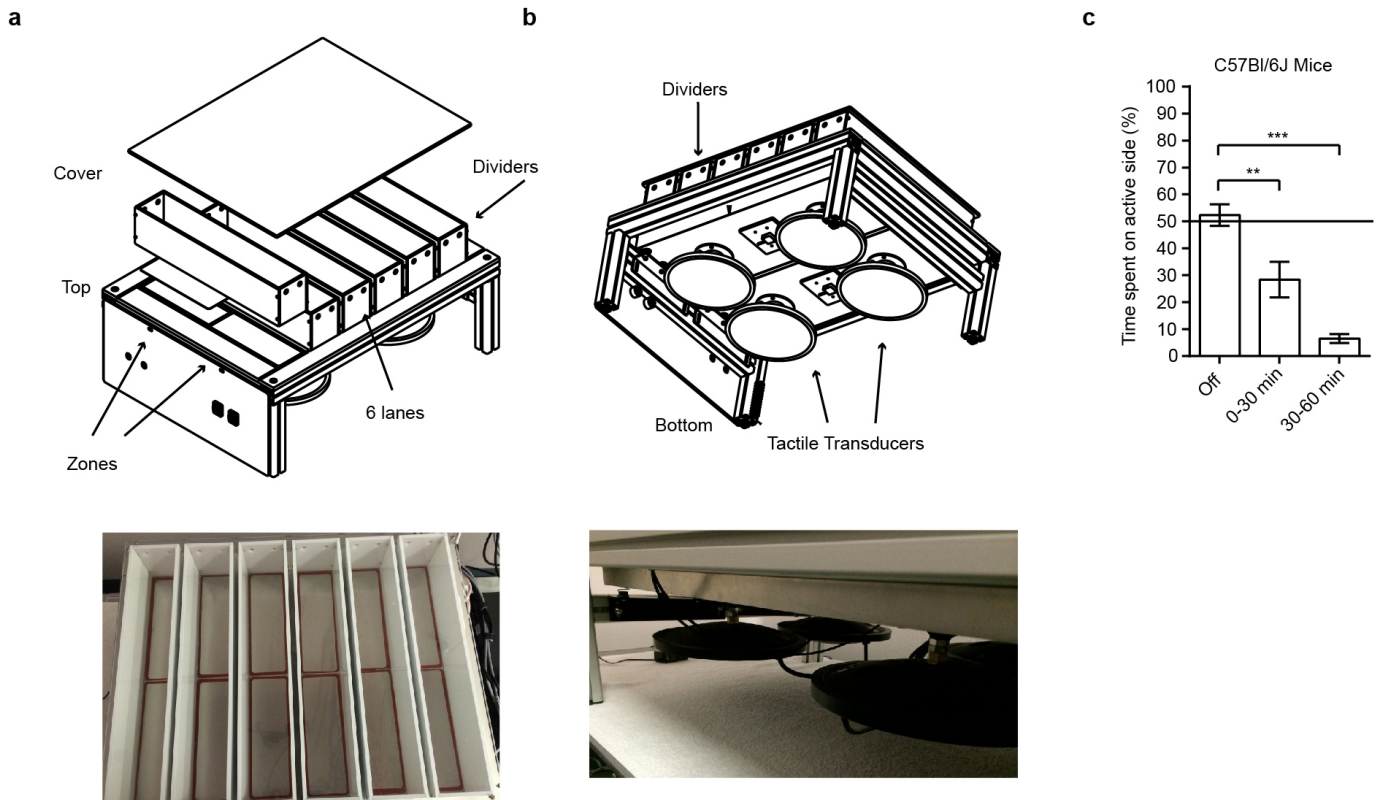 a
Cover
Dividers
Top
6 lanes
Zones
b
Dividers
Bottom
Tactile Transducers
c
C57Bl/6J Mice
Time spent on active side (%)
100
90
80
70
60
50
40
30
20
10
0
***
**
Off
0-30 min
30-60 min